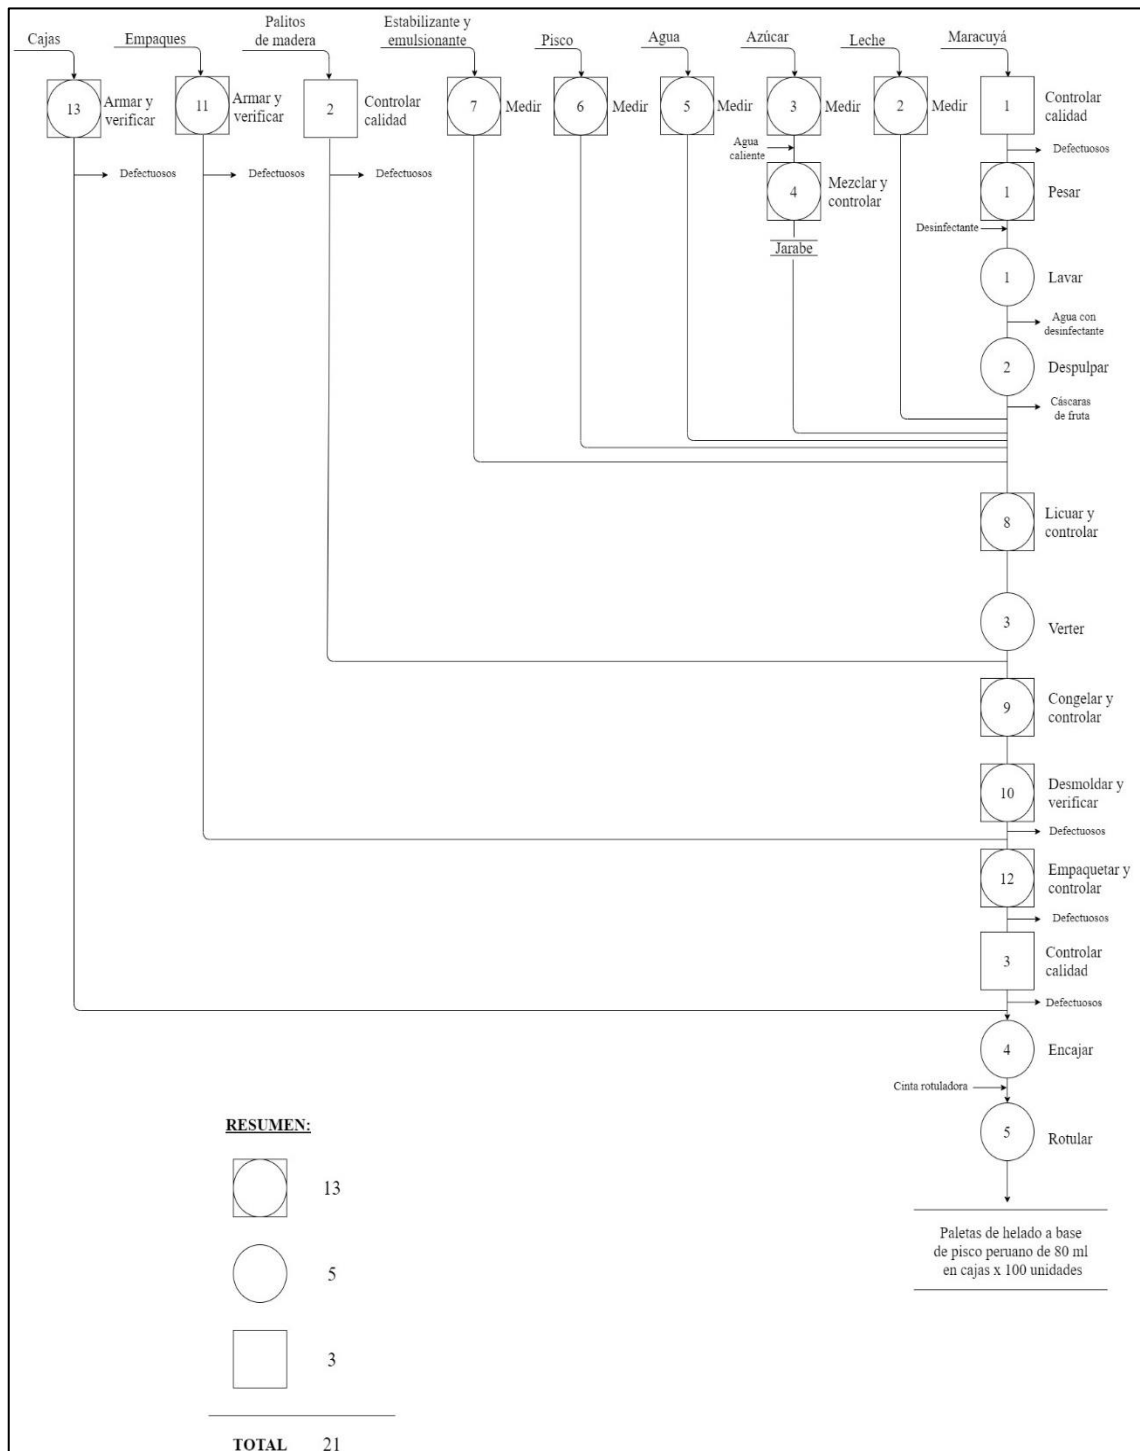 Cajas
Empaques
Palitos
de madera
Estabilizante y
emulsionante
Pisco
Agua
Azúcar
Leche
Maracuyá
13
Armar y
verificar
11
Armar y
verificar
2
Controlar
calidad
7
Medir
6
Medir
5
Medir
3
Medir
2
Medir
1
Controlar
calidad
Defectuosos
Defectuosos
Defectuosos
Agua
caliente
Defectuosos
4
Mezclar y
controlar
Jarabe
1
Pesar
Desinfectante
1
Lavar
Agua con
desinfectante
2
Despulpar
Cáscaras
de fruta
8
Licuar y
controlar
3
Verter
9
Congelar y
controlar
10
Desmoldar y
verificar
Defectuosos
12
Empaquetar y
controlar
Defectuosos
3
Controlar
calidad
Defectuosos
4
Encajar
Cinta rotuladora
5
Rotular
Paletas de helado a base
de pisco peruano de 80 ml
en cajas x 100 unidades
RESUMEN:
13
5
3
TOTAL 21